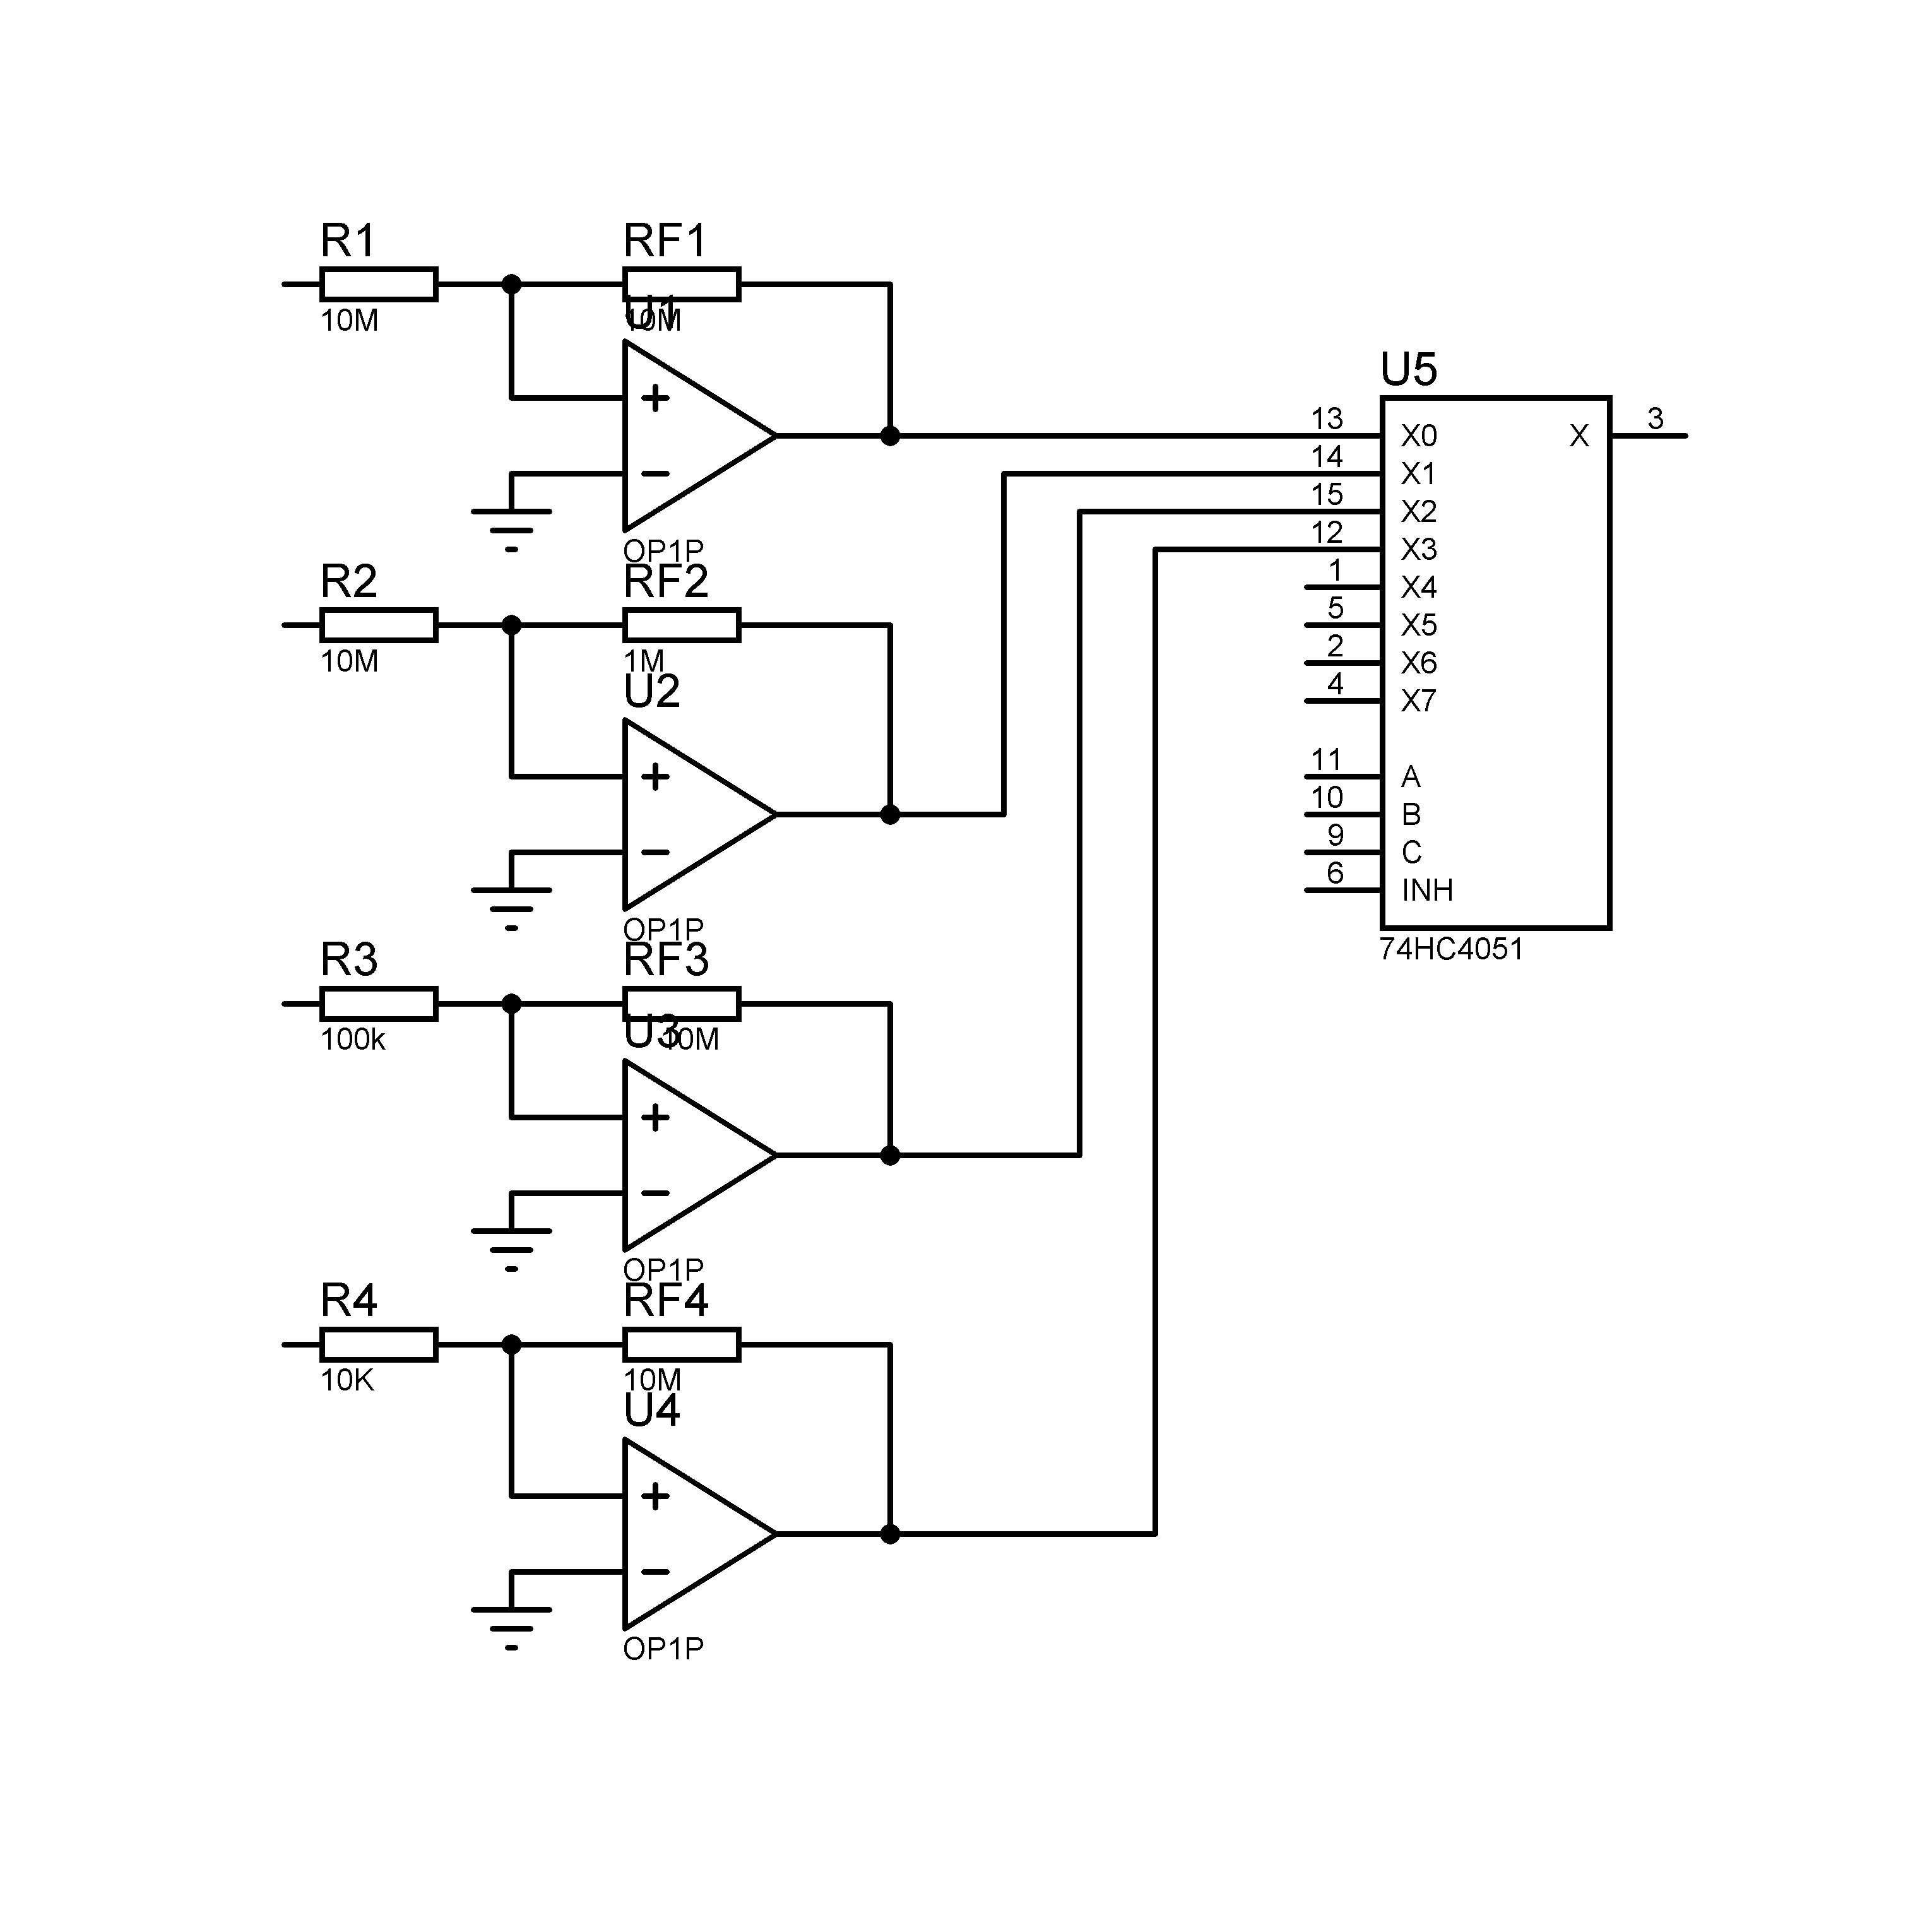 R1
10M
RF1
10M
U1
OP1P
R2
10M
RF2
1M
U2
OP1P
R3
100k
RF3
10M
U3
OP1P
R4
10K
RF4
10M
U4
OP1P
U5
13 X0
14 X1
15 X2
12 X3
1 X4
5 X5
2 X6
4 X7
11 A
10 B
9 C
6 INH
X 3
74HC4051